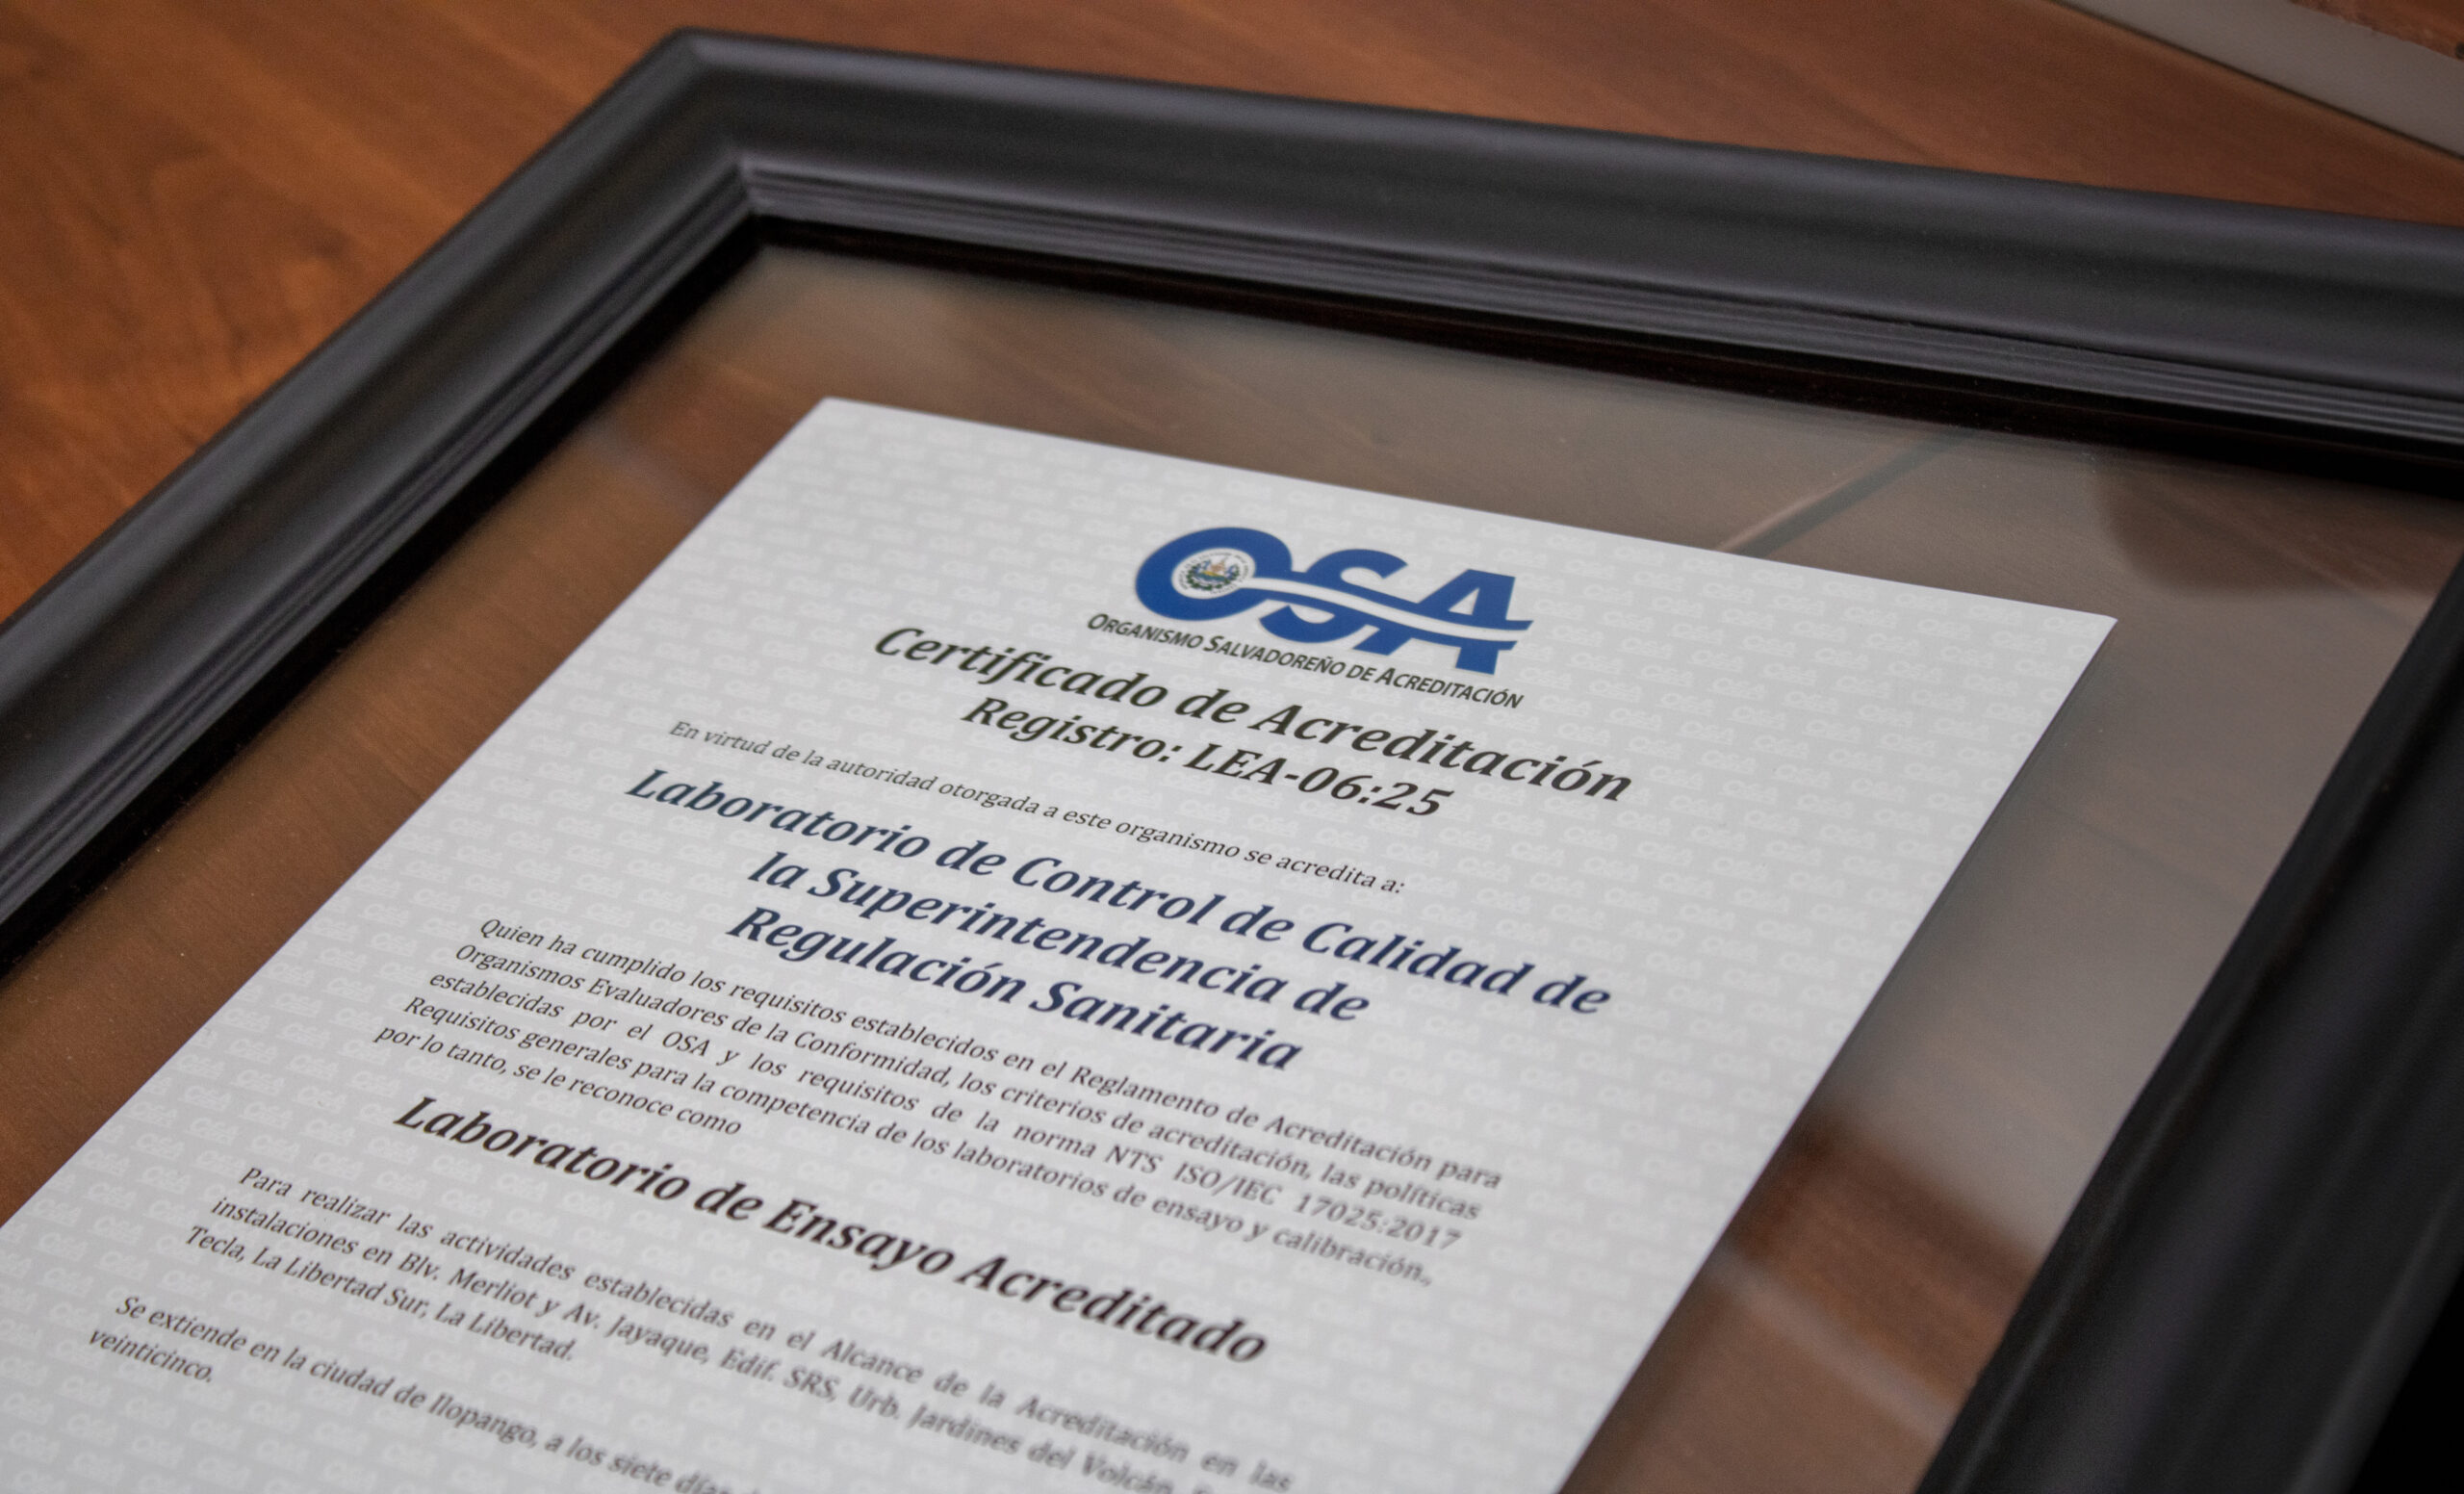 OSA
ORGANISMO SALVADOREÑO DE ACREDITACIÓN
Certificado de Acreditación
Registro: LEA-06:25
En virtud de la autoridad otorgada a este organismo se acredita a:
Laboratorio de Control de Calidad de
la Superintendencia de
Regulación Sanitaria
Quien ha cumplido los requisitos establecidos en el Reglamento de Acreditación para
Organismos Evaluadores de la Conformidad, los criterios de acreditación, las políticas
establecidas por el OSA y los requisitos de la norma NTS ISO/IEC 17025:2017
Requisitos generales para la competencia de los laboratorios de ensayo y calibración.,
por lo tanto, se le reconoce como
Laboratorio de Ensayo Acreditado
Para realizar las actividades establecidas en el Alcance de la Acreditación en las
instalaciones en Blv. Merliot y Av. Jayaque, Edif. SRS, Urb. Jardines del Volcán,
Tecla, La Libertad Sur, La Libertad.
Se extiende en la ciudad de Ilopango, a los siete días
veinticinco.